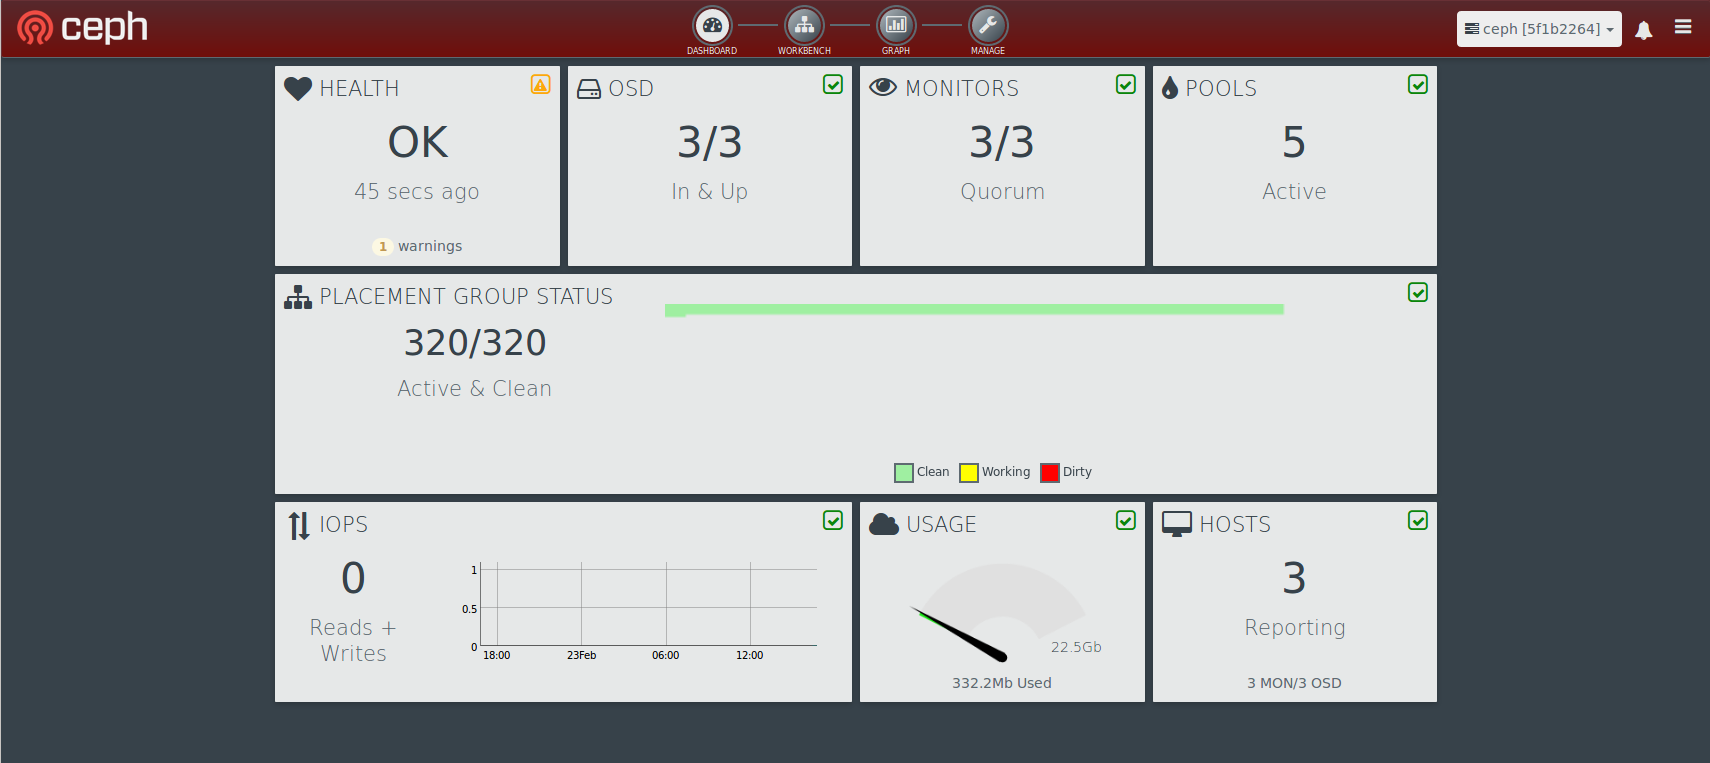 ceph
DASHBOARD
WORKBENCH
GRAPH
MANAGE
ceph [5f1b2264]
HEALTH
OK
45 secs ago
1 warnings
OSD
3/3
In & Up
MONITORS
3/3
Quorum
POOLS
5
Active
PLACEMENT GROUP STATUS
320/320
Active & Clean
Clean Working Dirty
IOPS
0
Reads +
Writes
1
0.5
0
18:00 23Feb 06:00 12:00
USAGE
22.5Gb
332.2Mb Used
HOSTS
3
Reporting
3 MON/3 OSD